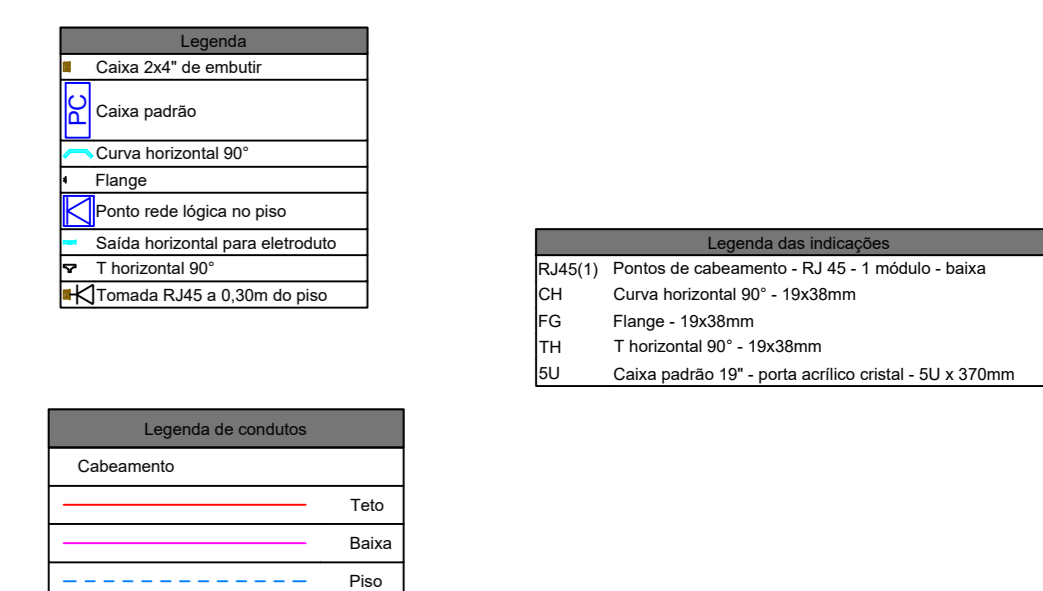 Legenda
Caixa 2x4" de embutir
PC Caixa padrão
Curva horizontal 90°
Flange
Ponto rede lógica no piso
Saída horizontal para eletroduto
T horizontal 90°
Tomada RJ45 a 0,30m do piso
Legenda das indicações
RJ45(1) Pontos de cabeamento - RJ 45 - 1 módulo - baixa
CH Curva horizontal 90° - 19x38mm
FG Flange - 19x38mm
TH T horizontal 90° - 19x38mm
5U Caixa padrão 19" - porta acrílico cristal - 5U x 370mm
Legenda de condutos
Cabeamento
Teto
Baixa
Piso